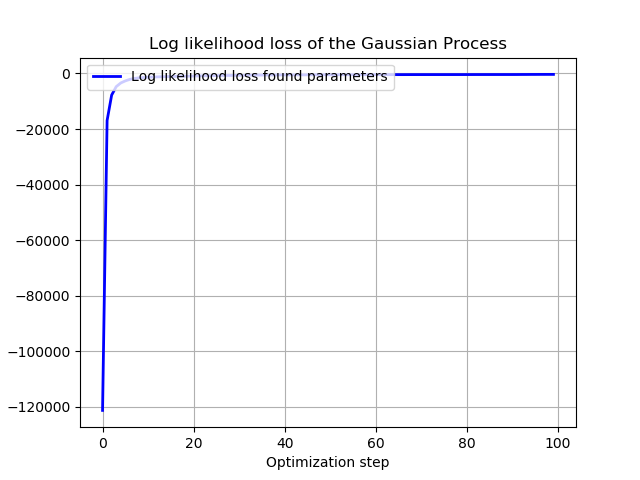 Log likelihood loss of the Gaussian Process
Log likelihood loss found parameters
0
−20000
−40000
−60000
−80000
−100000
−120000
0 20 40 60 80 100
Optimization step